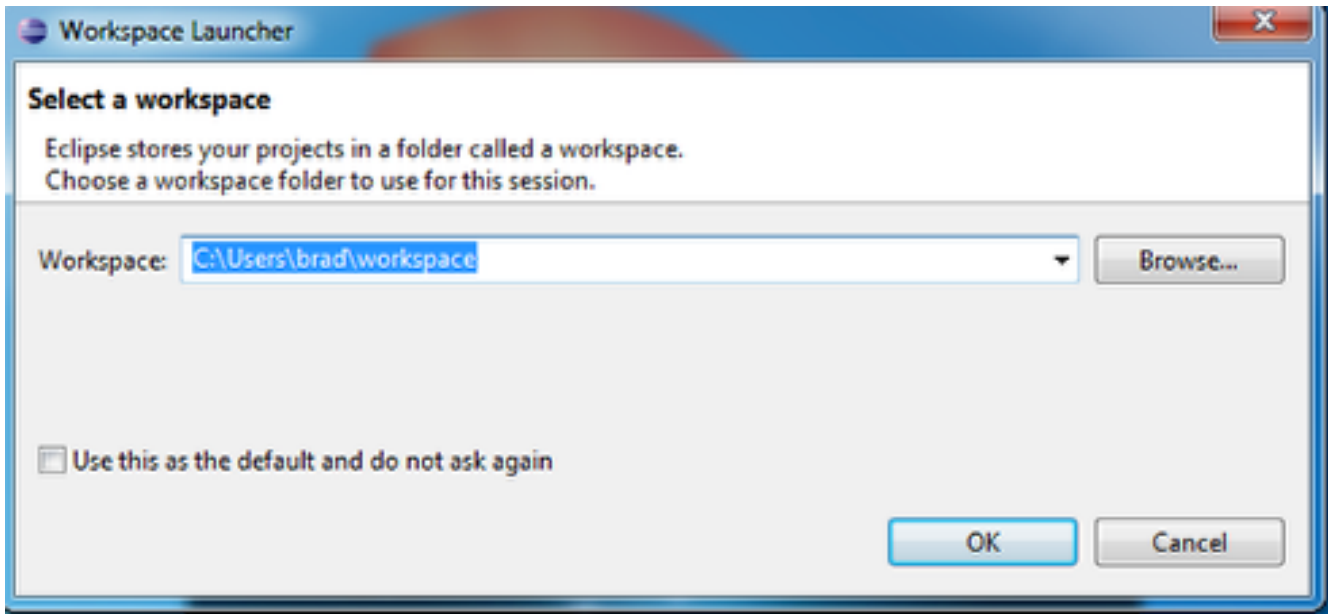 Workspace Launcher
Select a workspace
Eclipse stores your projects in a folder called a workspace.
Choose a workspace folder to use for this session.
Workspace: C:\Users\brad\workspace Browse...
Use this as the default and do not ask again
OK Cancel